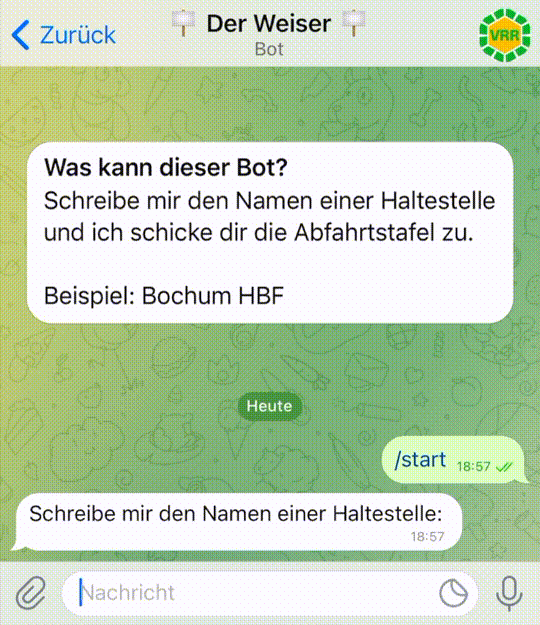 Zurück
🪧 Der Weiser 🪧
Bot
VRR
Was kann dieser Bot?
Schreibe mir den Namen einer Haltestelle
und ich schicke dir die Abfahrtstafel zu.
Beispiel: Bochum HBF
Heute
/start 18:57
Schreibe mir den Namen einer Haltestelle:
18:57
Nachricht